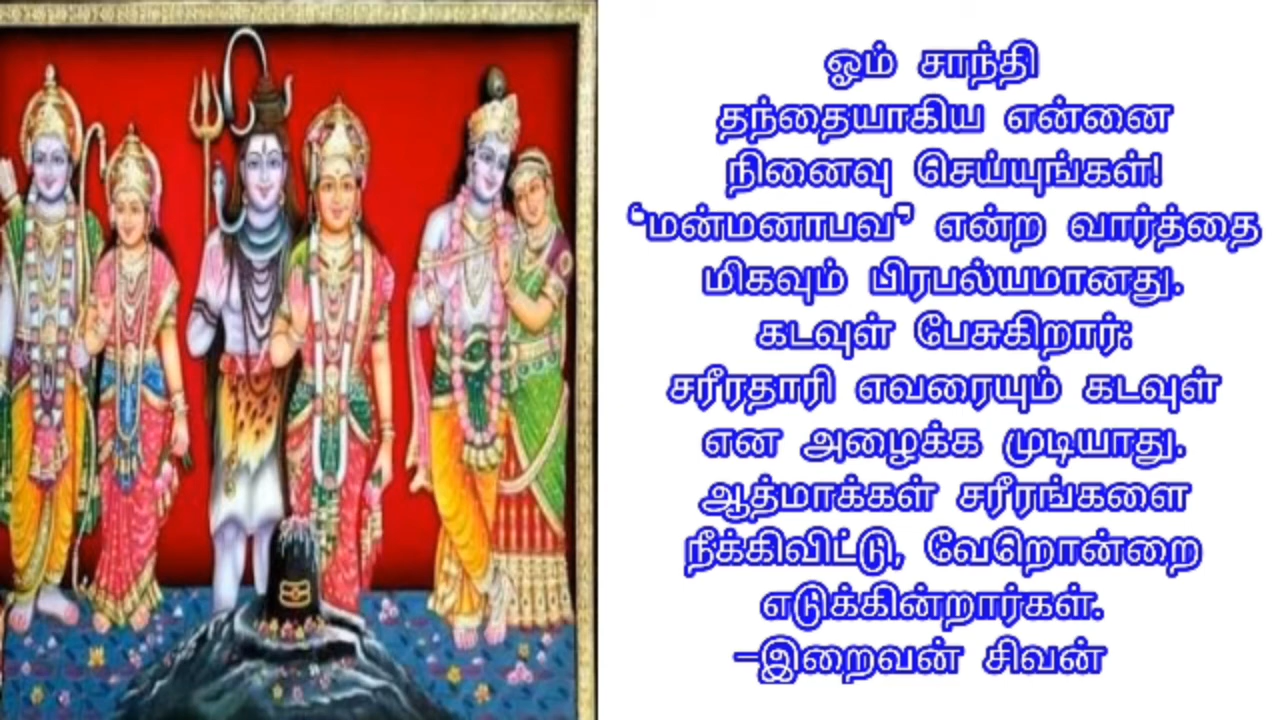 ஓம் சாந்தி
தந்தையாகிய என்னை
நினைவு செய்யுங்கள்!
‘மன்மனாபவ’ என்ற வார்த்தை
மிகவும் பிரபல்யமானது.
கடவுள் பேசுகிறார்:
சரீரதாரி எவரையும் கடவுள்
என அழைக்க முடியாது.
ஆத்மாக்கள் சரீரங்களை
நீக்கிவிட்டு, வேறொன்றை
எடுக்கின்றார்கள்.
-இறைவன் சிவன்